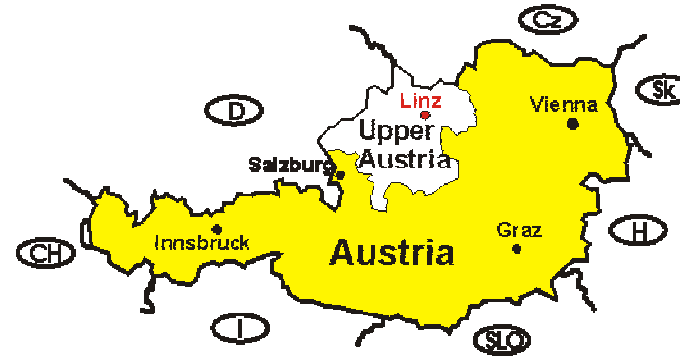 Cz
Sk
D
Linz
Vienna
Upper
Austria
Salzburg
Innsbruck
Graz
H
Austria
CH
I
SLO